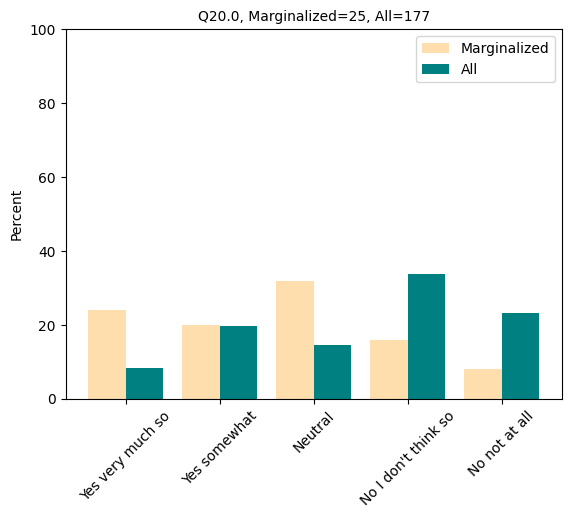 Q20.0, Marginalized=25, All=177
Marginalized
All
Percent
100
80
60
40
20
0
Yes very much so
Yes somewhat
Neutral
No I don't think so
No not at all